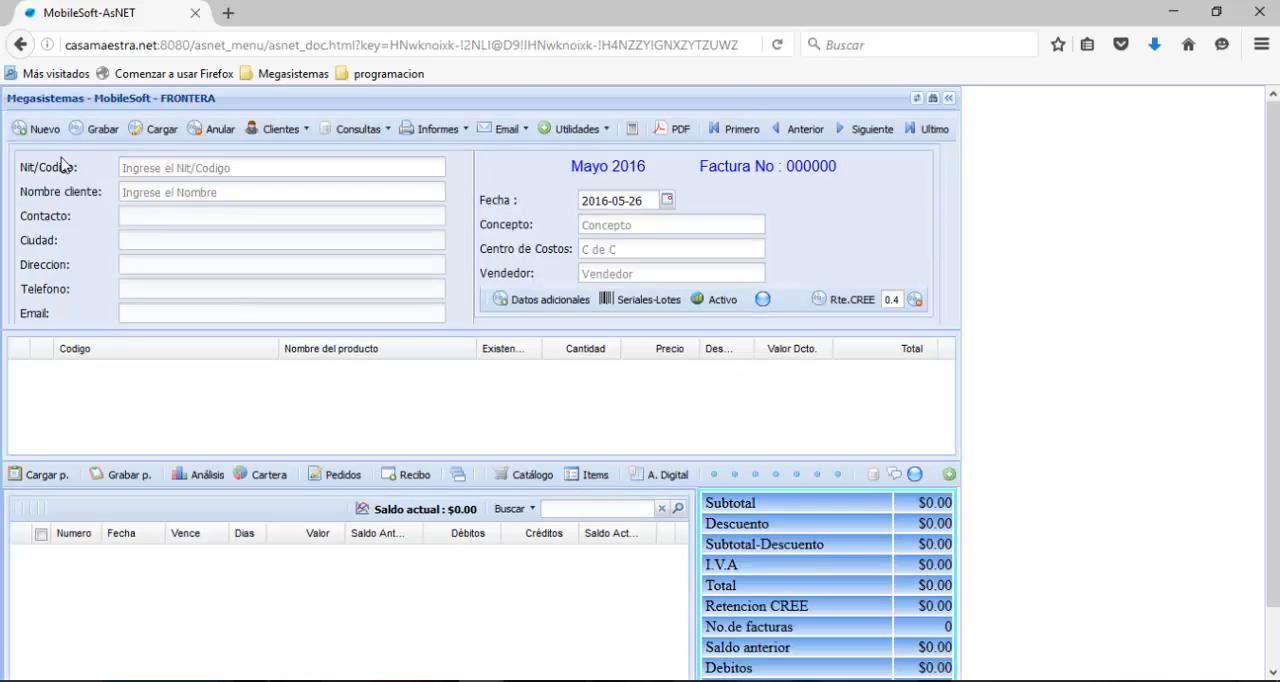 MobileSoft-AsNET
casamaestra.net:8080/asnet_menu/asnet_doc.html?key=HNwknoixk-!2NLI@D9!!HNwknoixk-!H4NZZY!GNXZYTZUWZ
Buscar
Más visitados Comenzar a usar Firefox Megasistemas programacion
Megasistemas - MobileSoft - FRONTERA
Nuevo Grabar Cargar Anular Clientes Consultas Informes Email Utilidades PDF Primero Anterior Siguiente Ultimo
Nit/Codigo: Ingrese el Nit/Codigo
Nombre cliente: Ingrese el Nombre
Contacto:
Ciudad:
Direccion:
Telefono:
Email:
Mayo 2016 Factura No : 000000
Fecha : 2016-05-26
Concepto: Concepto
Centro de Costos: C de C
Vendedor: Vendedor
Datos adicionales Seriales-Lotes Activo Rte.CREE 0.4
Codigo Nombre del producto Existen... Cantidad Precio Des... Valor Dcto. Total
Cargar p. Grabar p. Análisis Cartera Pedidos Recibo Catálogo Items A. Digital
Saldo actual : $0.00 Buscar
Numero Fecha Vence Dias Valor Saldo Ant... Débitos Créditos Saldo Act...
Subtotal $0.00
Descuento $0.00
Subtotal-Descuento $0.00
I.V.A $0.00
Total $0.00
Retencion CREE $0.00
No.de facturas 0
Saldo anterior $0.00
Debitos $0.00